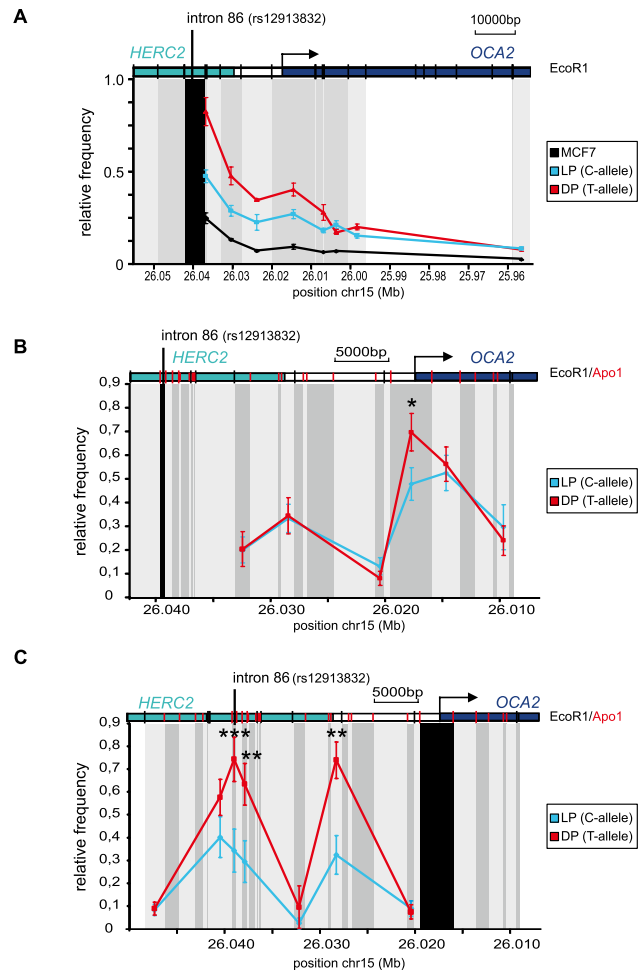 A
intron 86 (rs12913832)
10000bp
HERC2
OCA2
EcoR1
1.0
0.5
0
relative frequency
26.05 26.04 26.03 26.02 26.01 26.00 25.99 25.98 25.97 25.96
position chr15 (Mb)
MCF7
LP (C-allele)
DP (T-allele)
B
intron 86 (rs12913832)
5000bp
HERC2
OCA2
EcoR1/Apo1
0,9
0,8
0,7
0,6
0,5
0,4
0,3
0,2
0,1
0
relative frequency
*
26.040 26.030 26.020 26.010
position chr15 (Mb)
LP (C-allele)
DP (T-allele)
C
intron 86 (rs12913832)
5000bp
HERC2
OCA2
EcoR1/Apo1
0,9
0,8
0,7
0,6
0,5
0,4
0,3
0,2
0,1
0
relative frequency
*** **
**
26.040 26.030 26.020 26.010
position chr15 (Mb)
LP (C-allele)
DP (T-allele)